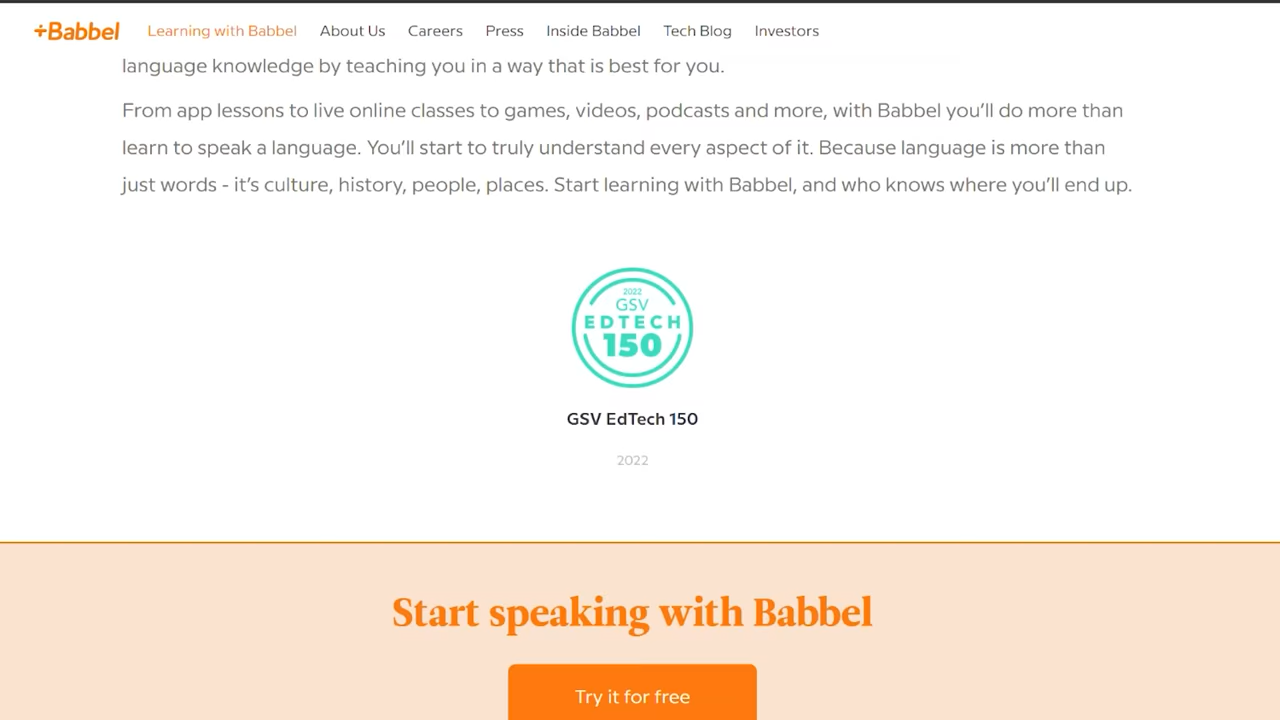 +Babbel Learning with Babbel About Us Careers Press Inside Babbel Tech Blog Investors
language knowledge by teaching you in a way that is best for you.
From app lessons to live online classes to games, videos, podcasts and more, with Babbel you’ll do more than
learn to speak a language. You’ll start to truly understand every aspect of it. Because language is more than
just words - it’s culture, history, people, places. Start learning with Babbel, and who knows where you’ll end up.
2022
GSV
EDTECH
150
GSV EdTech 150
2022
Start speaking with Babbel
Try it for free